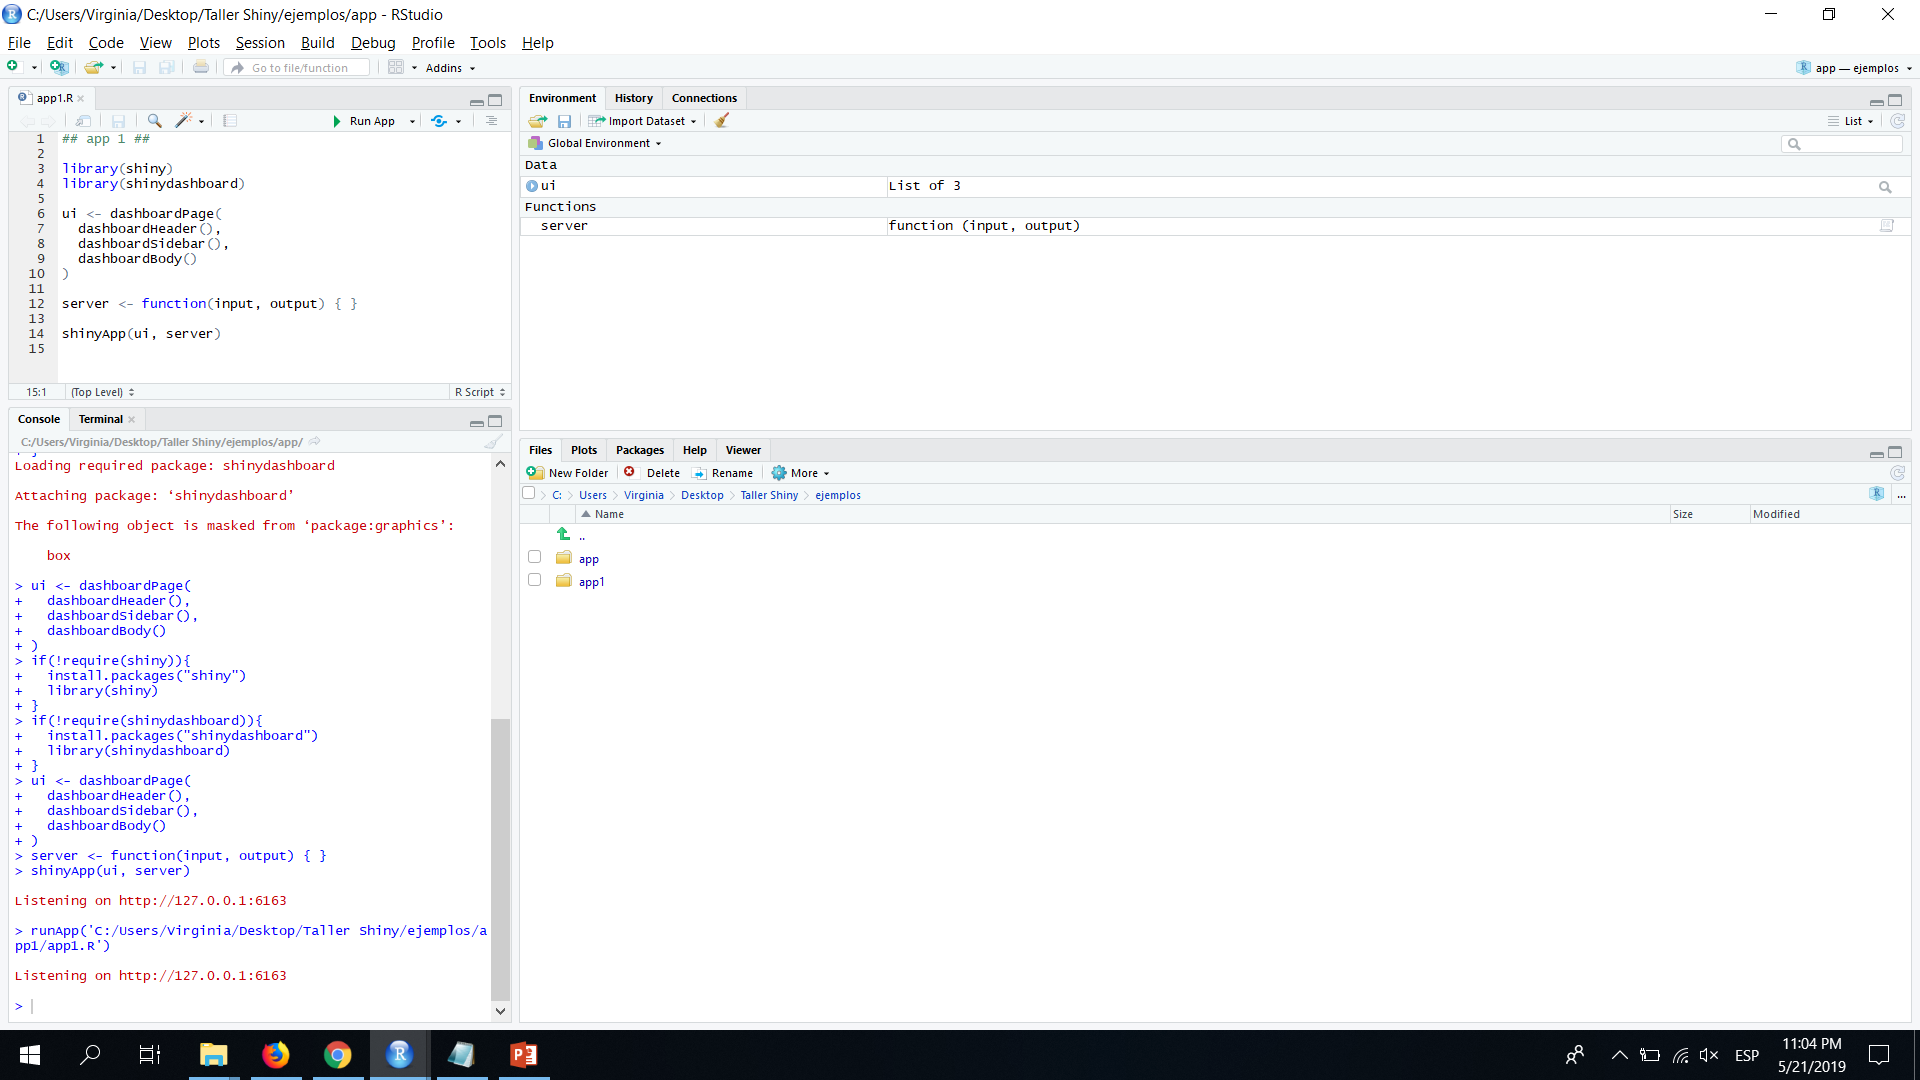 C:/Users/Virginia/Desktop/Taller Shiny/ejemplos/app - RStudio
File Edit Code View Plots Session Build Debug Profile Tools Help
Go to file/function Addins app — ejemplos
app1.R
Run App
1 ## app 1 ##
2
3 library(shiny)
4 library(shinydashboard)
5
6 ui <- dashboardPage(
7 dashboardHeader(),
8 dashboardSidebar(),
9 dashboardBody()
10 )
11
12 server <- function(input, output) { }
13
14 shinyApp(ui, server)
15
15:1 (Top Level) R Script
Console Terminal
C:/Users/Virginia/Desktop/Taller Shiny/ejemplos/app/
Loading required package: shinydashboard
Attaching package: ‘shinydashboard’
The following object is masked from ‘package:graphics’:
box
> ui <- dashboardPage(
+ dashboardHeader(),
+ dashboardSidebar(),
+ dashboardBody()
+ )
> if(!require(shiny)){
+ install.packages("shiny")
+ library(shiny)
+ }
> if(!require(shinydashboard)){
+ install.packages("shinydashboard")
+ library(shinydashboard)
+ }
> ui <- dashboardPage(
+ dashboardHeader(),
+ dashboardSidebar(),
+ dashboardBody()
+ )
> server <- function(input, output) { }
> shinyApp(ui, server)
Listening on http://127.0.0.1:6163
> runApp('C:/Users/Virginia/Desktop/Taller Shiny/ejemplos/a
pp1/app1.R')
Listening on http://127.0.0.1:6163
>
Environment History Connections
Import Dataset List
Global Environment
Data
ui List of 3
Functions
server function (input, output)
Files Plots Packages Help Viewer
New Folder Delete Rename More
C: Users Virginia Desktop Taller Shiny ejemplos R ...
Name Size Modified
..
app
app1
ESP
11:04 PM
5/21/2019